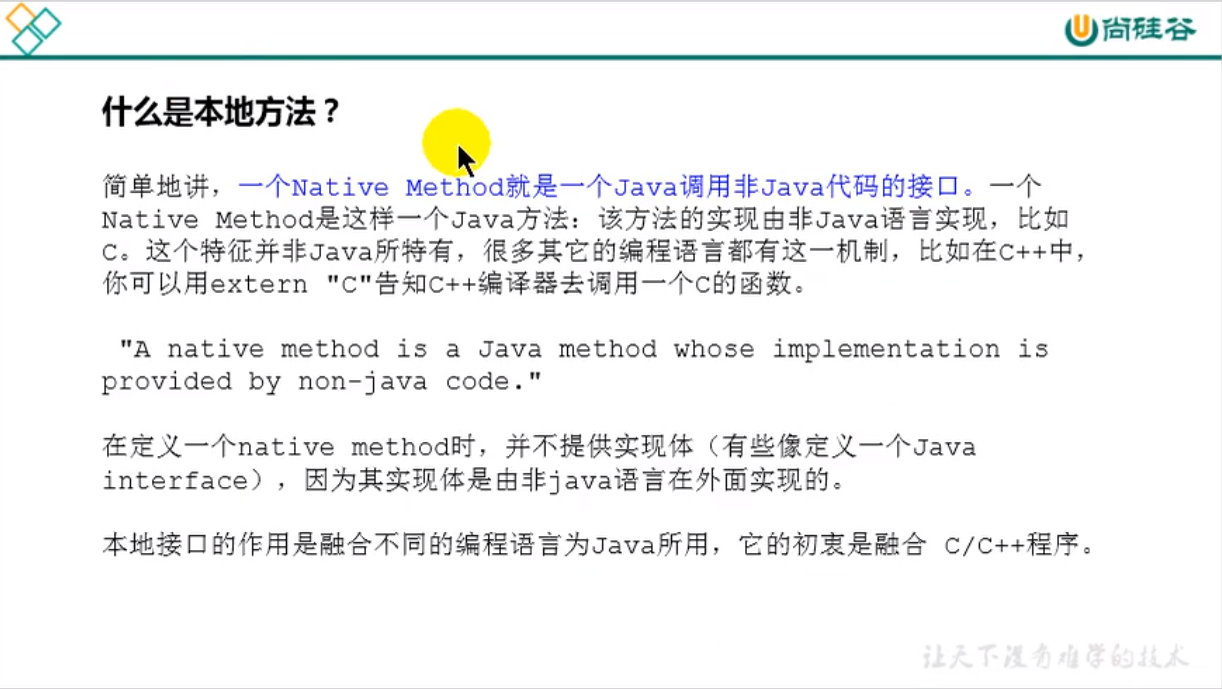 尚硅谷
什么是本地方法？
简单地讲，一个Native Method就是一个Java调用非Java代码的接口。一个
Native Method是这样一个Java方法：该方法的实现由非Java语言实现，比如
C。这个特征并非Java所特有，很多其它的编程语言都有这一机制，比如在C++中，
你可以用extern "C"告知C++编译器去调用一个C的函数。
"A native method is a Java method whose implementation is
provided by non-java code."
在定义一个native method时，并不提供实现体（有些像定义一个Java
interface），因为其实现体是由非java语言在外面实现的。
本地接口的作用是融合不同的编程语言为Java所用，它的初衷是融合 C/C++程序。
让天下没有难学的技术